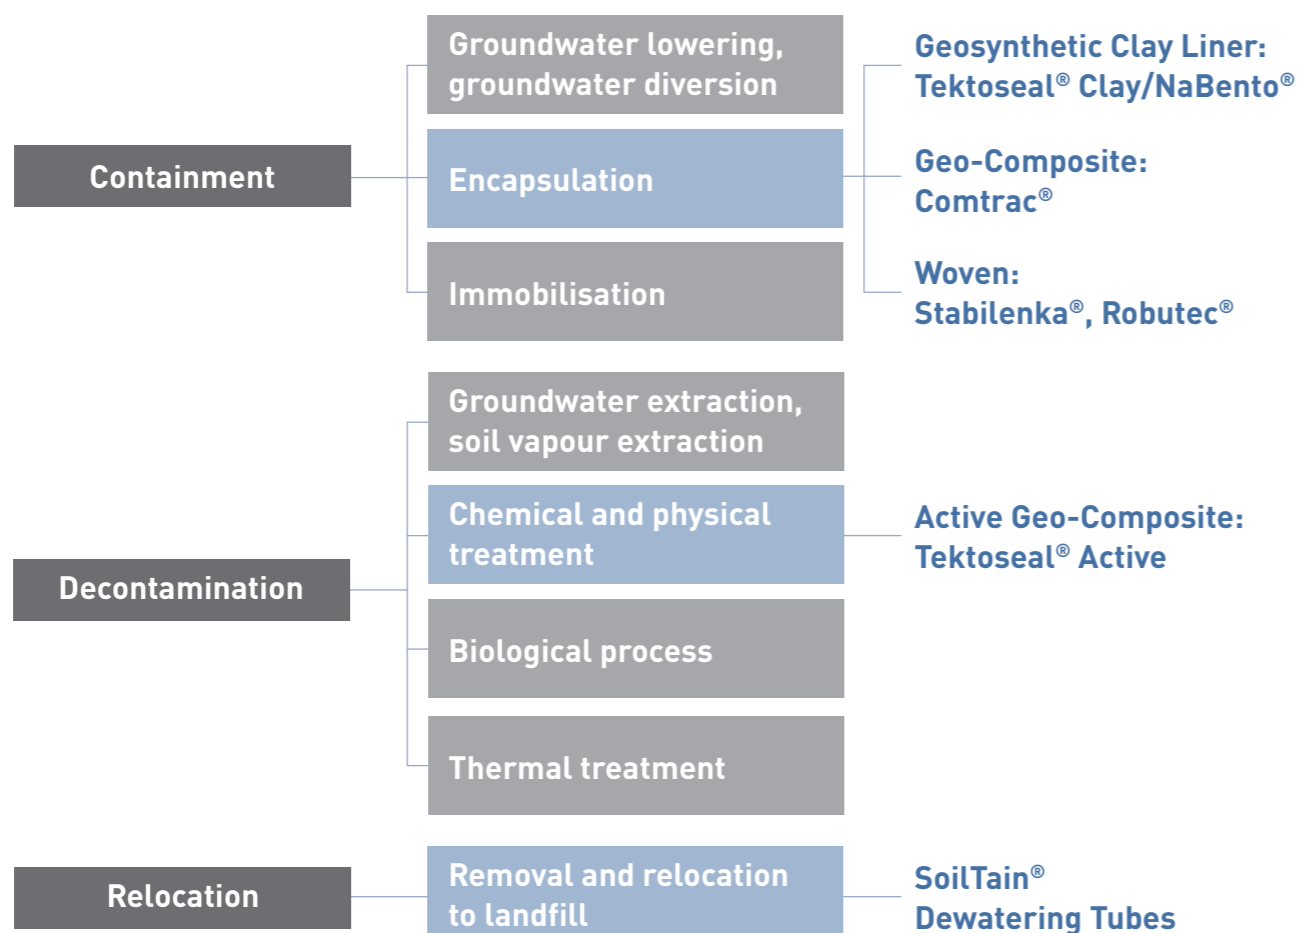 Groundwater lowering,
groundwater diversion
Geosynthetic Clay Liner:
Tektoseal® Clay/NaBento®
Containment
Encapsulation
Geo-Composite:
Comtrac®
Immobilisation
Woven:
Stabilenka®, Robutec®
Groundwater extraction,
soil vapour extraction
Decontamination
Chemical and physical
treatment
Active Geo-Composite:
Tektoseal® Active
Biological process
Thermal treatment
Relocation
Removal and relocation
to landfill
SoilTain®
Dewatering Tubes